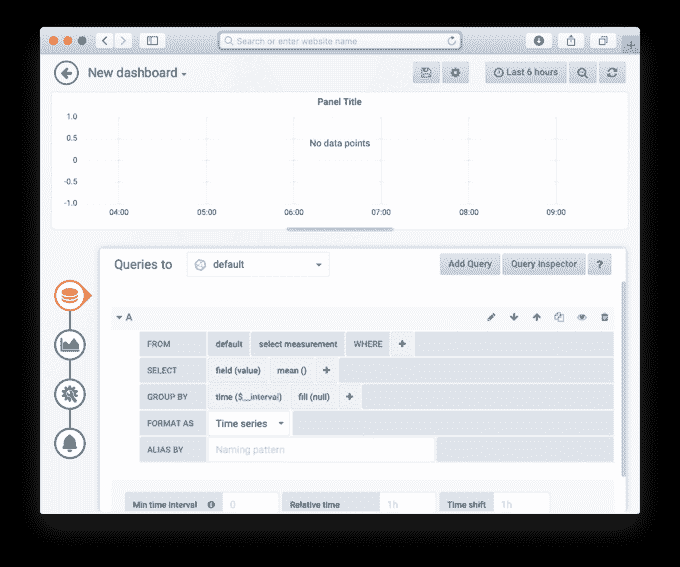 Search or enter website name
New dashboard
Last 6 hours
Panel Title
1.0
0.5
0
-0.5
-1.0
No data points
04:00 05:00 06:00 07:00 08:00 09:00
Queries to default Add Query Query Inspector ?
A
FROM default select measurement WHERE +
SELECT field (value) mean () +
GROUP BY time ($__interval) fill (null) +
FORMAT AS Time series
ALIAS BY Naming pattern
Min time interval 0 Relative time 1h Time shift 1h